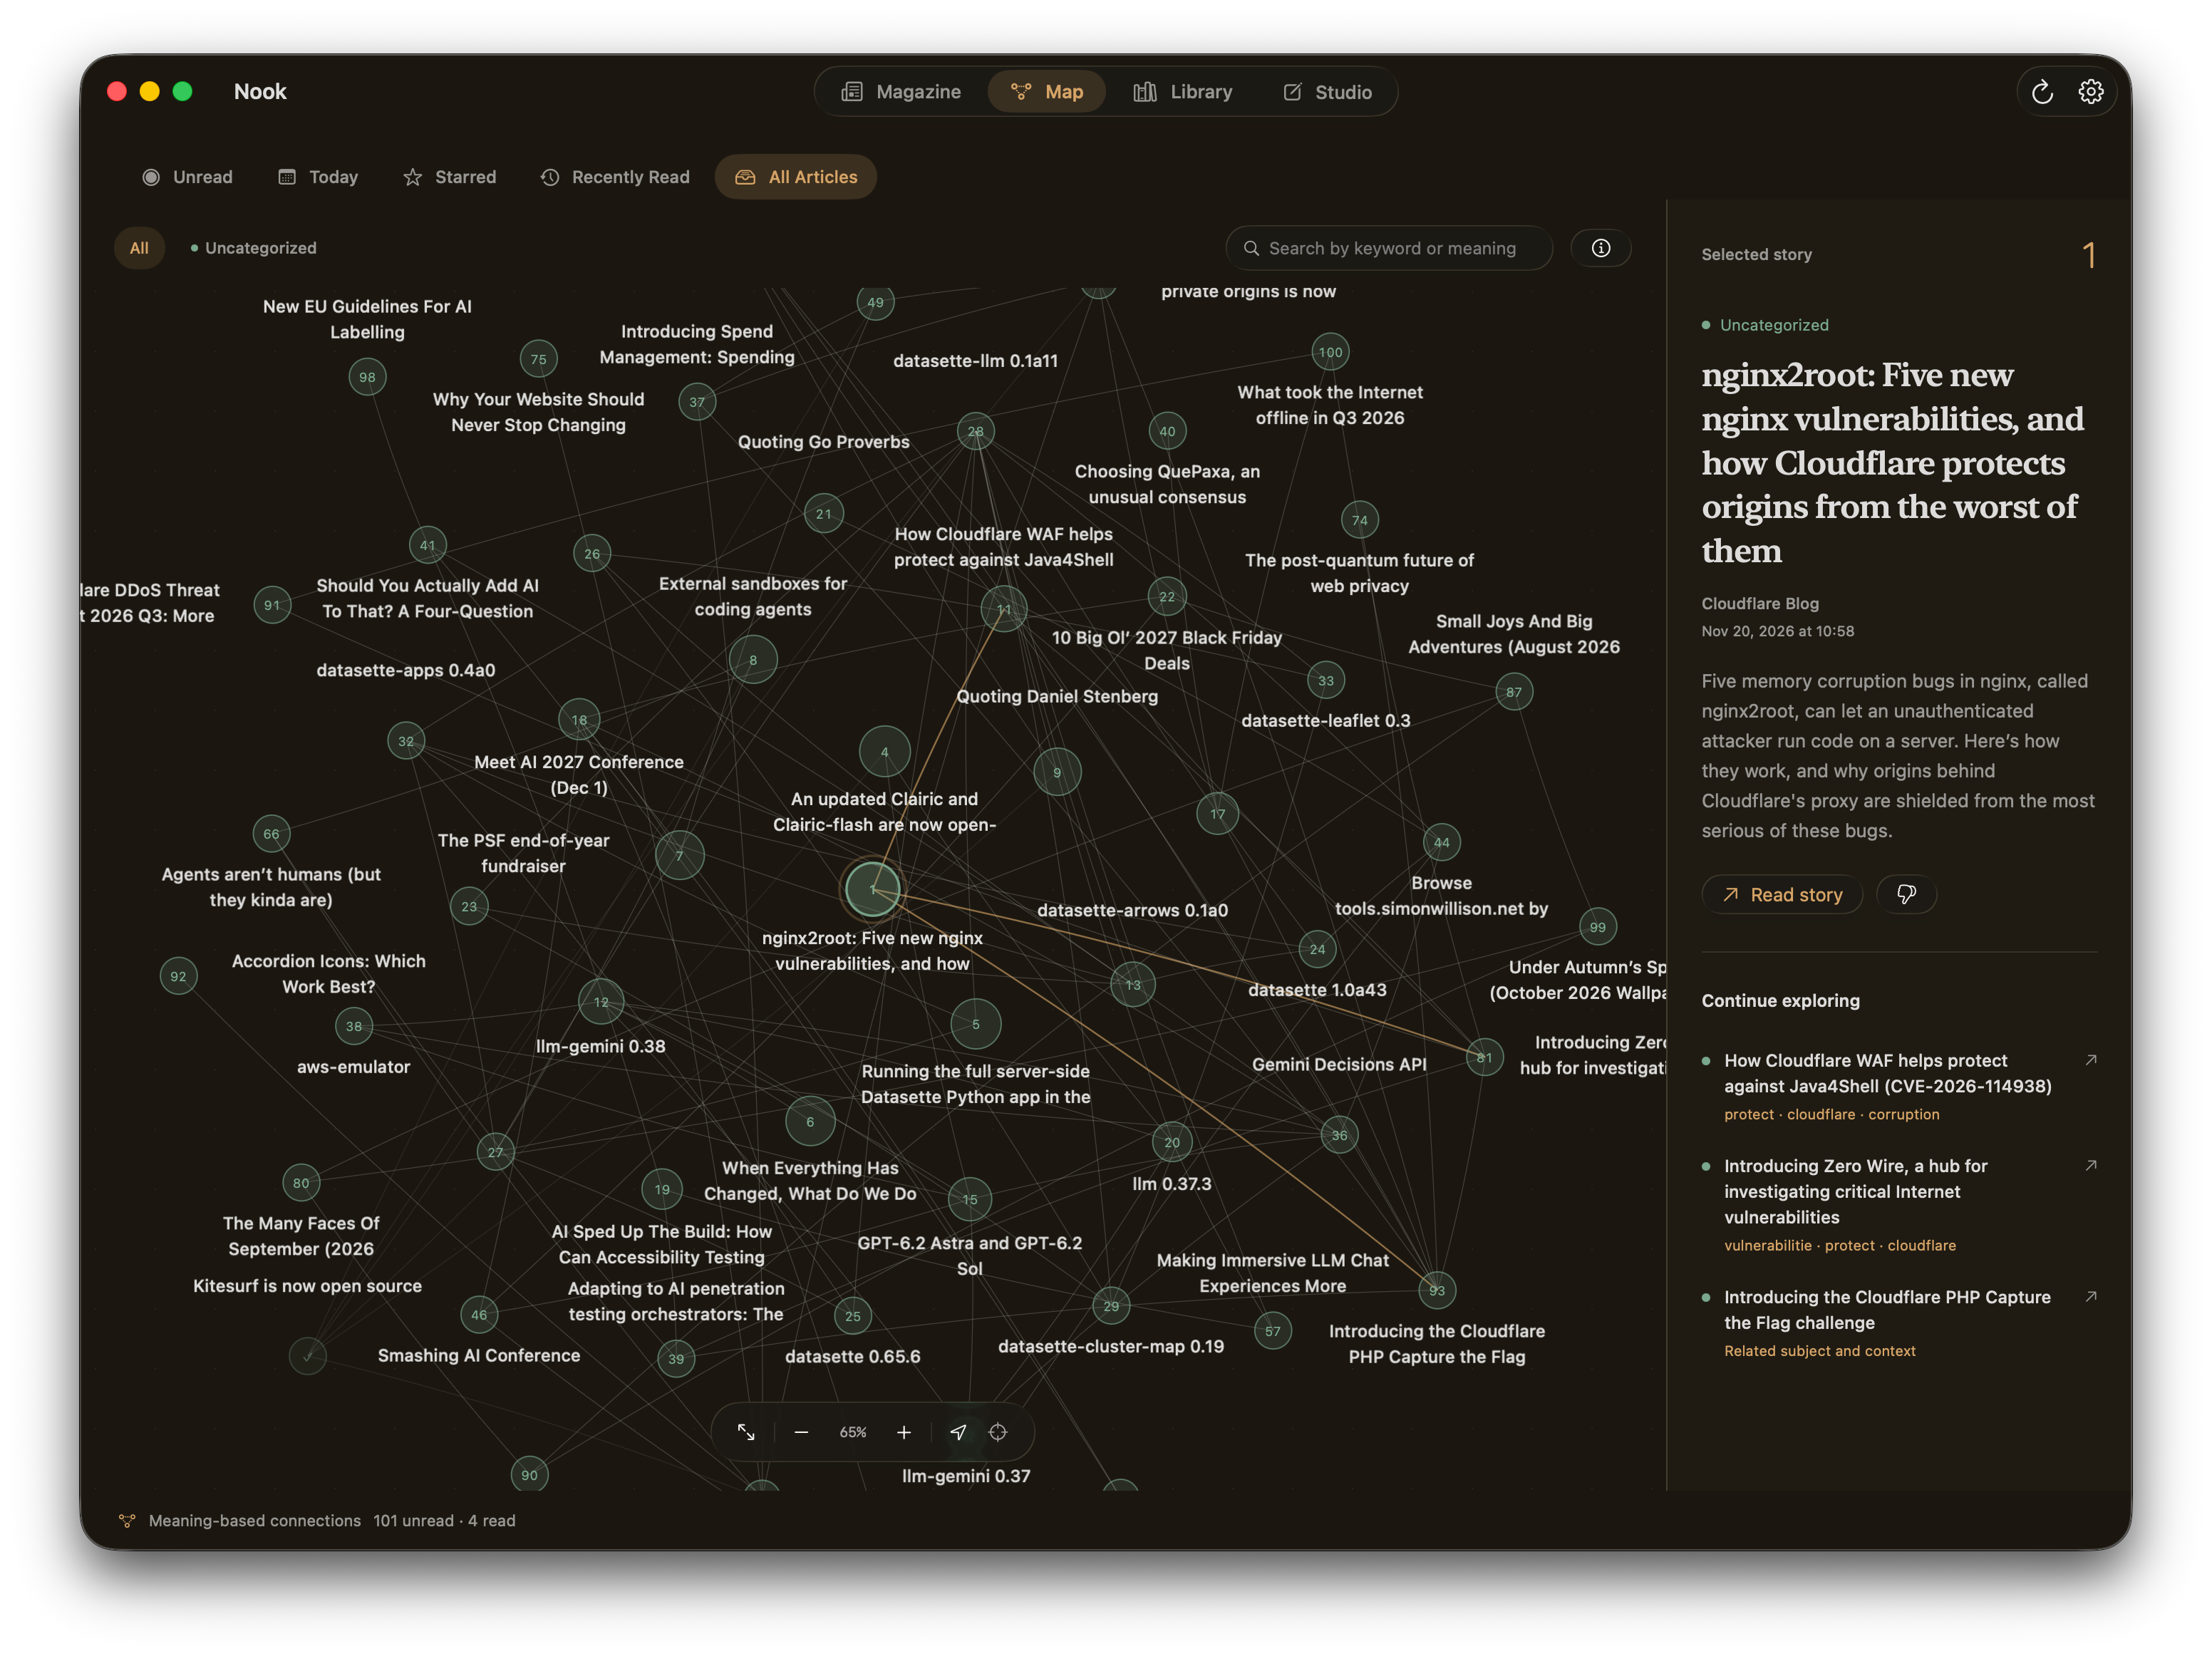 Nook
Magazine
Map
Library
Studio
Unread
Today
Starred
Recently Read
All Articles
All
Uncategorized
Search by keyword or meaning
New EU Guidelines For AI
Labelling
98
75
Why Your Website Should
Never Stop Changing
Introducing Spend
Management: Spending
37
49
datasette-llm 0.1a11
private origins is now
100
What took the Internet
offline in Q3 2026
Quoting Go Proverbs
28
40
Choosing QuePaxa, an
unusual consensus
21
74
The post-quantum future of
web privacy
How Cloudflare WAF helps
protect against Java4Shell
11
41
Should You Actually Add AI
To That? A Four-Question
26
lare DDoS Threat
t 2026 Q3: More
91
External sandboxes for
coding agents
8
22
10 Big Ol’ 2027 Black Friday
Deals
Small Joys And Big
Adventures (August 2026
87
datasette-apps 0.4a0
32
18
Meet AI 2027 Conference
(Dec 1)
Quoting Daniel Stenberg
9
33
datasette-leaflet 0.3
4
An updated Clairic and
Clairic-flash are now open-
17
66
Agents aren’t humans (but
they kinda are)
The PSF end-of-year
fundraiser
23
7
1
nginx2root: Five new nginx
vulnerabilities, and how
44
Browse
tools.simonwillison.net by
datasette-arrows 0.1a0
13
24
datasette 1.0a43
99
Under Autumn’s Sp
(October 2026 Wallpa
92
Accordion Icons: Which
Work Best?
38
aws-emulator
12
llm-gemini 0.38
5
Running the full server-side
Datasette Python app in the
Gemini Decisions API
36
81
Introducing Zero
hub for investigati
6
When Everything Has
Changed, What Do We Do
20
llm 0.37.3
27
80
The Many Faces Of
September (2026
19
AI Sped Up The Build: How
Can Accessibility Testing
15
GPT-6.2 Astra and GPT-6.2
Sol
Kitesurf is now open source
46
Smashing AI Conference
Adapting to AI penetration
testing orchestrators: The
39
25
datasette 0.65.6
29
datasette-cluster-map 0.19
Making Immersive LLM Chat
Experiences More
57
93
Introducing the Cloudflare
PHP Capture the Flag
90
65%
llm-gemini 0.37
Meaning-based connections
101 unread · 4 read
Selected story
1
Uncategorized
nginx2root: Five new
nginx vulnerabilities, and
how Cloudflare protects
origins from the worst of
them
Cloudflare Blog
Nov 20, 2026 at 10:58
Five memory corruption bugs in nginx, called
nginx2root, can let an unauthenticated
attacker run code on a server. Here’s how
they work, and why origins behind
Cloudflare's proxy are shielded from the most
serious of these bugs.
Read story
Continue exploring
How Cloudflare WAF helps protect
against Java4Shell (CVE-2026-114938)
protect · cloudflare · corruption
Introducing Zero Wire, a hub for
investigating critical Internet
vulnerabilities
vulnerabilitie · protect · cloudflare
Introducing the Cloudflare PHP Capture
the Flag challenge
Related subject and context